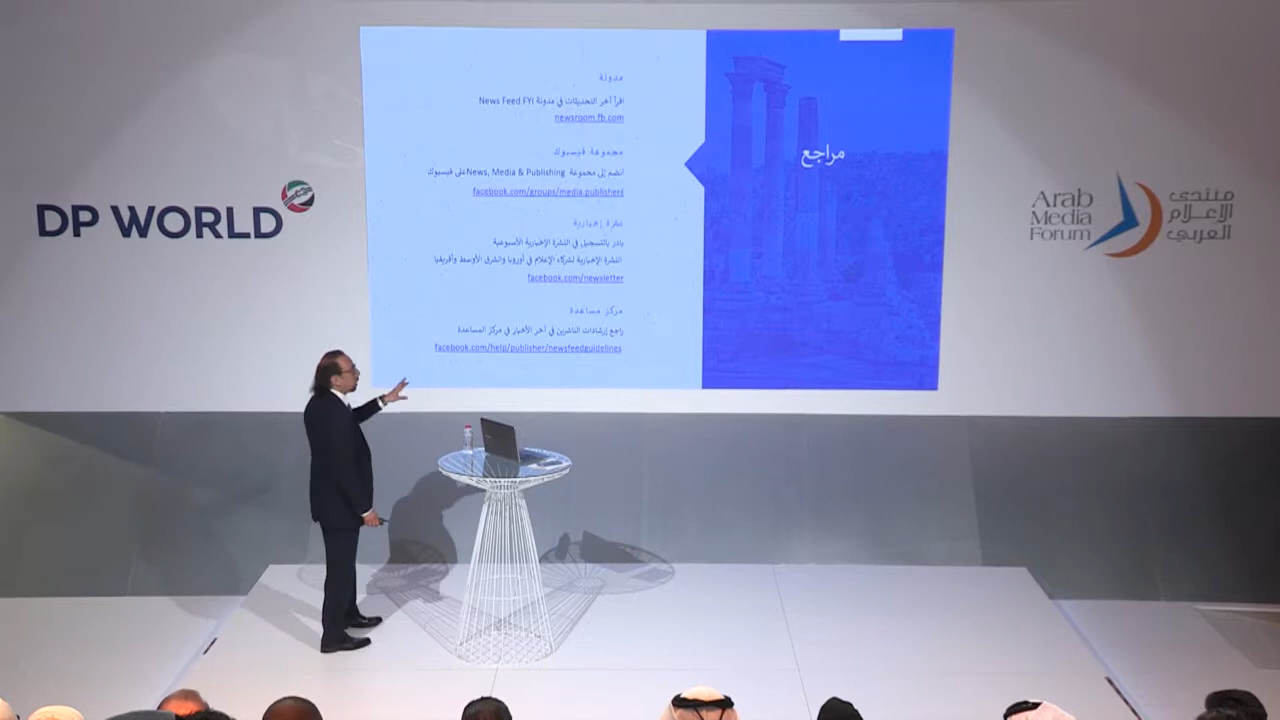 مراجع
مدونة
اقرأ آخر التحديثات في مدونة News Feed FYI
newsroom.fb.com
مجموعة فيسبوك
انضم إلى مجموعة News, Media & Publishing على فيسبوك
facebook.com/groups/media.publishers/
نشرة إخبارية
بادر بالتسجيل في النشرة الإخبارية الأسبوعية
النشرة الإخبارية لشركاء الإعلام في أوروبا والشرق الأوسط وأفريقيا
facebook.com/newsletter
مركز مساعدة
راجع إرشادات الناشرين في آخر الأخبار في مركز المساعدة
facebook.com/help/publisher/newsfeedguidelines
DP WORLD
Arab
Media
Forum
منتدى
الإعلام
العربي